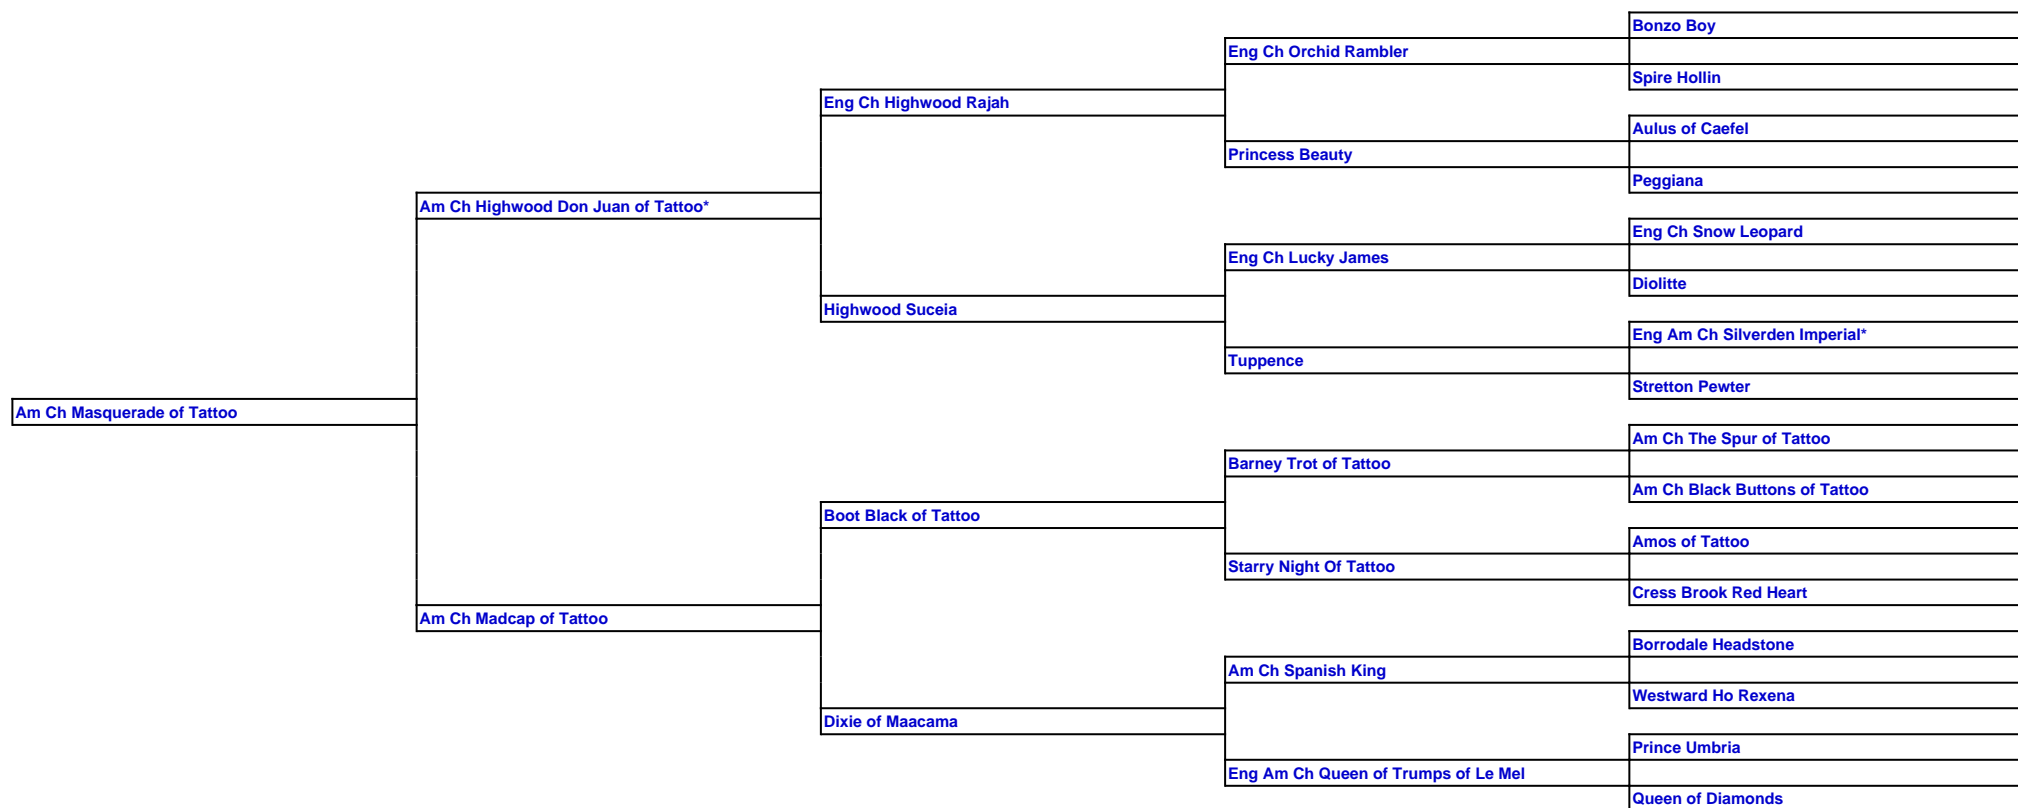 Bonzo Boy
Eng Ch Orchid Rambler
Spire Hollin
Eng Ch Highwood Rajah
Aulus of Caefel
Princess Beauty
Peggiana
Am Ch Highwood Don Juan of Tattoo*
Eng Ch Snow Leopard
Eng Ch Lucky James
Diolitte
Highwood Suceia
Eng Am Ch Silverden Imperial*
Tuppence
Stretton Pewter
Am Ch Masquerade of Tattoo
Am Ch The Spur of Tattoo
Barney Trot of Tattoo
Am Ch Black Buttons of Tattoo
Boot Black of Tattoo
Amos of Tattoo
Starry Night Of Tattoo
Cress Brook Red Heart
Am Ch Madcap of Tattoo
Borrodale Headstone
Am Ch Spanish King
Westward Ho Rexena
Dixie of Maacama
Prince Umbria
Eng Am Ch Queen of Trumps of Le Mel
Queen of Diamonds